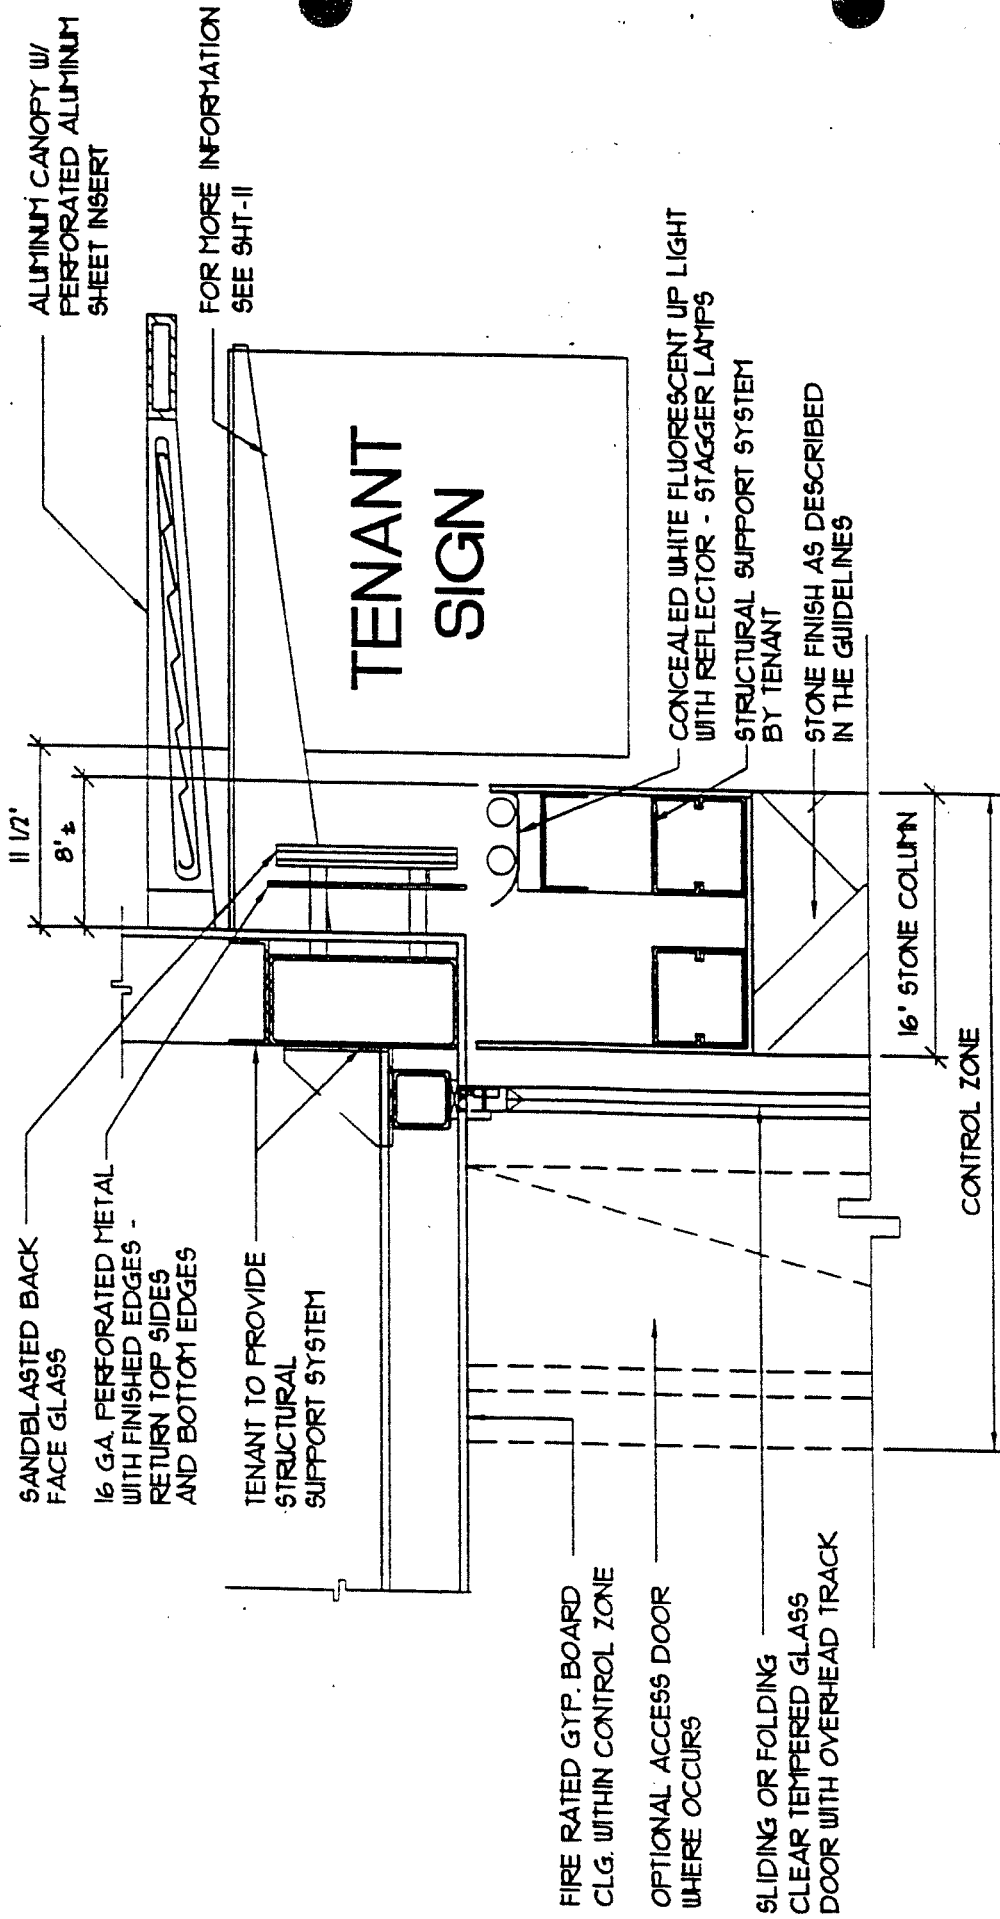 SANDBLASTED BACK
FACE GLASS
16 GA. PERFORATED METAL
WITH FINISHED EDGES -
RETURN TOP SIDES
AND BOTTOM EDGES
TENANT TO PROVIDE
STRUCTURAL
SUPPORT SYSTEM
FIRE RATED GYP. BOARD
CLG. WITHIN CONTROL ZONE
OPTIONAL ACCESS DOOR
WHERE OCCURS
SLIDING OR FOLDING
CLEAR TEMPERED GLASS
DOOR WITH OVERHEAD TRACK
11 1/2'
8'±
ALUMINUM CANOPY W/
PERFORATED ALUMINUM
SHEET INSERT
FOR MORE INFORMATION
SEE SHT-11
TENANT
SIGN
CONCEALED WHITE FLUORESCENT UP LIGHT
WITH REFLECTOR - STAGGER LAMPS
STRUCTURAL SUPPORT SYSTEM
BY TENANT
STONE FINISH AS DESCRIBED
IN THE GUIDELINES
16' STONE COLUMN
CONTROL ZONE